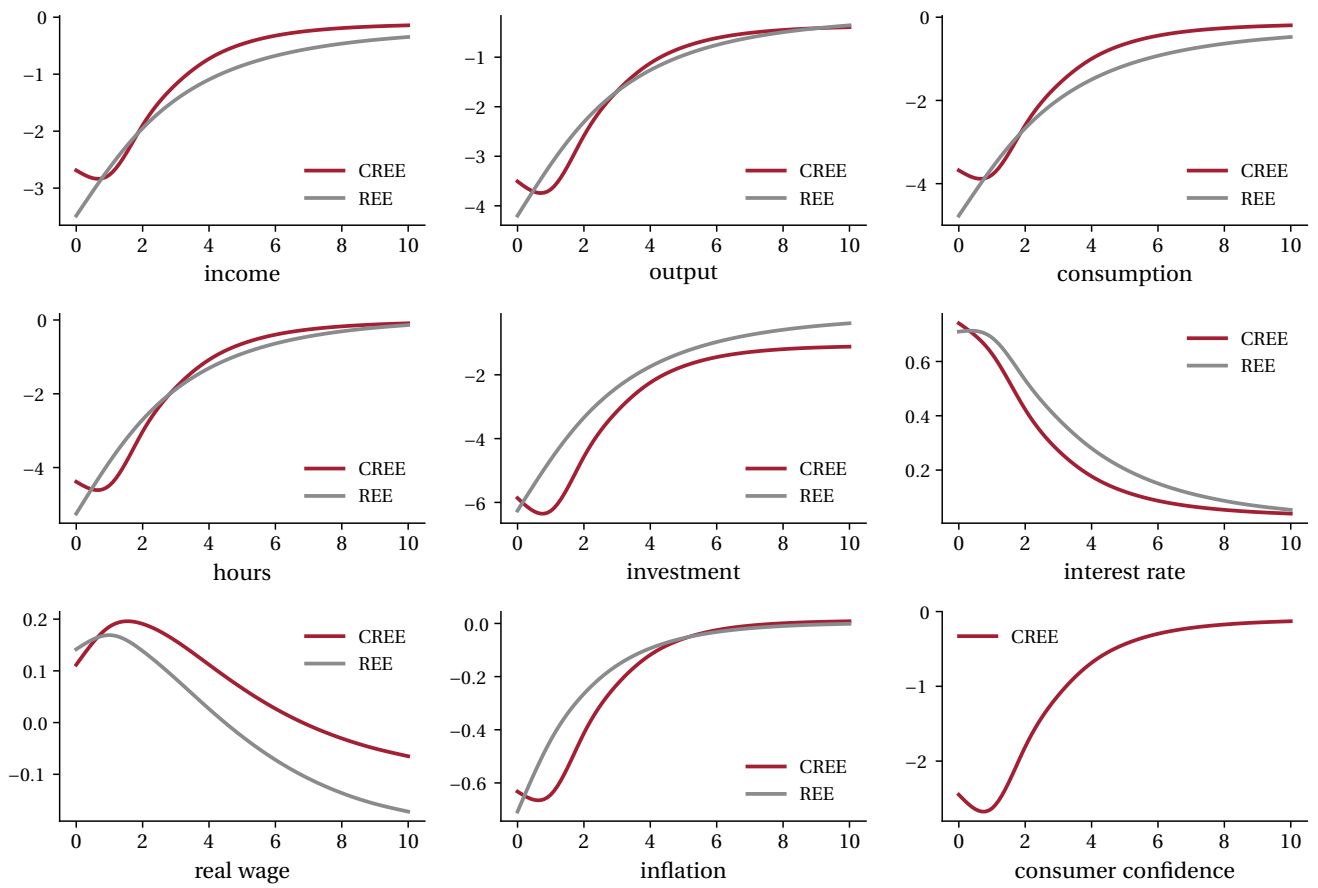 0
−1
−2
−3
CREE
REE
0 2 4 6 8 10
income
−1
−2
−3
−4
CREE
REE
0 2 4 6 8 10
output
0
−2
−4
CREE
REE
0 2 4 6 8 10
consumption
0
−2
−4
CREE
REE
0 2 4 6 8 10
hours
−2
−4
−6
CREE
REE
0 2 4 6 8 10
investment
0.6
0.4
0.2
CREE
REE
0 2 4 6 8 10
interest rate
0.2
0.1
0.0
−0.1
CREE
REE
0 2 4 6 8 10
real wage
0.0
−0.2
−0.4
−0.6
CREE
REE
0 2 4 6 8 10
inflation
0
−1
−2
CREE
0 2 4 6 8 10
consumer confidence